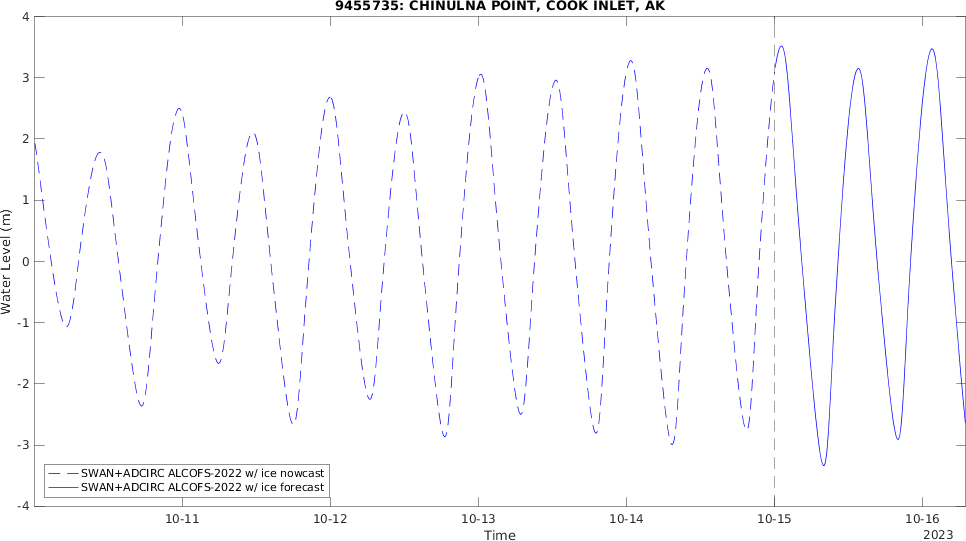 9455735: CHINULNA POINT, COOK INLET, AK
4
3
2
1
0
-1
-2
-3
-4
Water Level (m)
SWAN+ADCIRC ALCOFS-2022 w/ ice nowcast
SWAN+ADCIRC ALCOFS-2022 w/ ice forecast
10-11 10-12 10-13 10-14 10-15 10-16
Time
2023